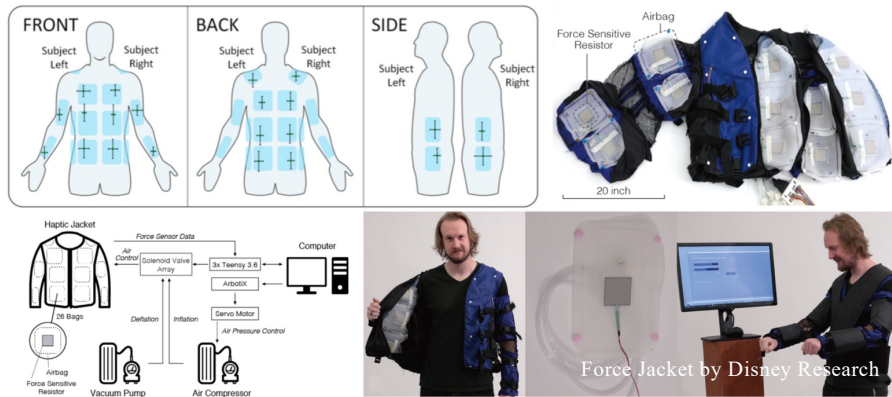 FRONT
Subject
Left
Subject
Right
BACK
Subject
Left
Subject
Right
SIDE
Subject
Left
Subject
Right
Airbag
Force Sensitive
Resistor
20 inch
Haptic Jacket
26 Bags
Airbag
Force Sensitive
Resistor
Force Sensor Data
Air
Control
Solenoid Valve
Array
3x Teensy 3.6
ArbotiX
Servo Motor
Air Pressure Control
Computer
Deflation
Inflation
Vacuum Pump
Air Compressor
Force Jacket by Disney Research